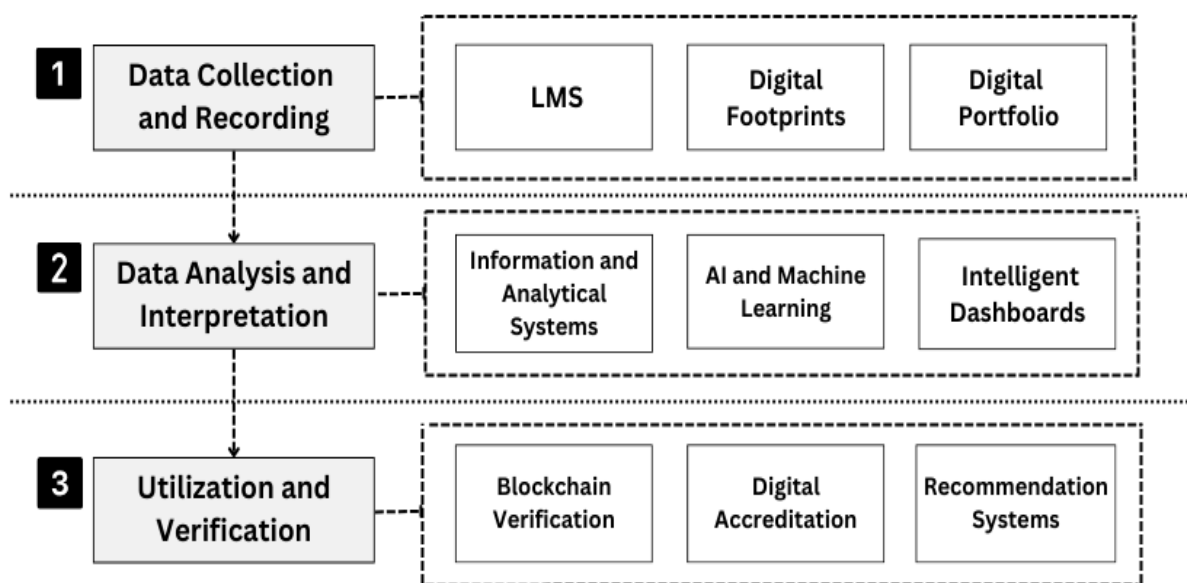 1
Data Collection
and Recording
LMS
Digital
Footprints
Digital
Portfolio
2
Data Analysis and
Interpretation
Information and
Analytical
Systems
AI and Machine
Learning
Intelligent
Dashboards
3
Utilization and
Verification
Blockchain
Verification
Digital
Accreditation
Recommendation
Systems